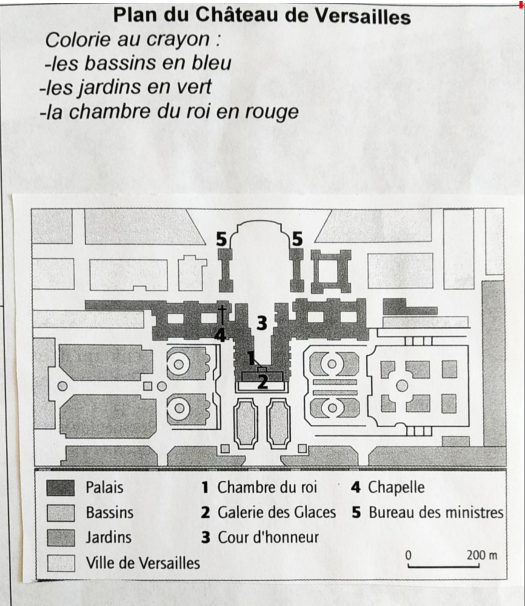 Plan du Château de Versailles
Colorie au crayon :
-les bassins en bleu
-les jardins en vert
-la chambre du roi en rouge
5 5
3
4
1
2
Palais 1 Chambre du roi 4 Chapelle
Bassins 2 Galerie des Glaces 5 Bureau des ministres
Jardins 3 Cour d'honneur
Ville de Versailles 0 200 m